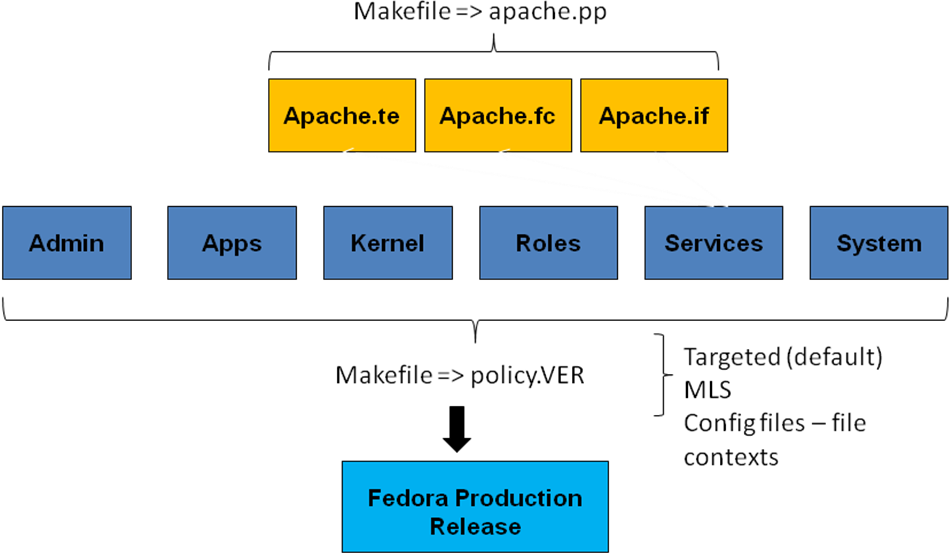 Makefile => apache.pp
Apache.te
Apache.fc
Apache.if
Admin
Apps
Kernel
Roles
Services
System
Makefile => policy.VER
Targeted (default)
MLS
Config files – file
contexts
Fedora Production
Release